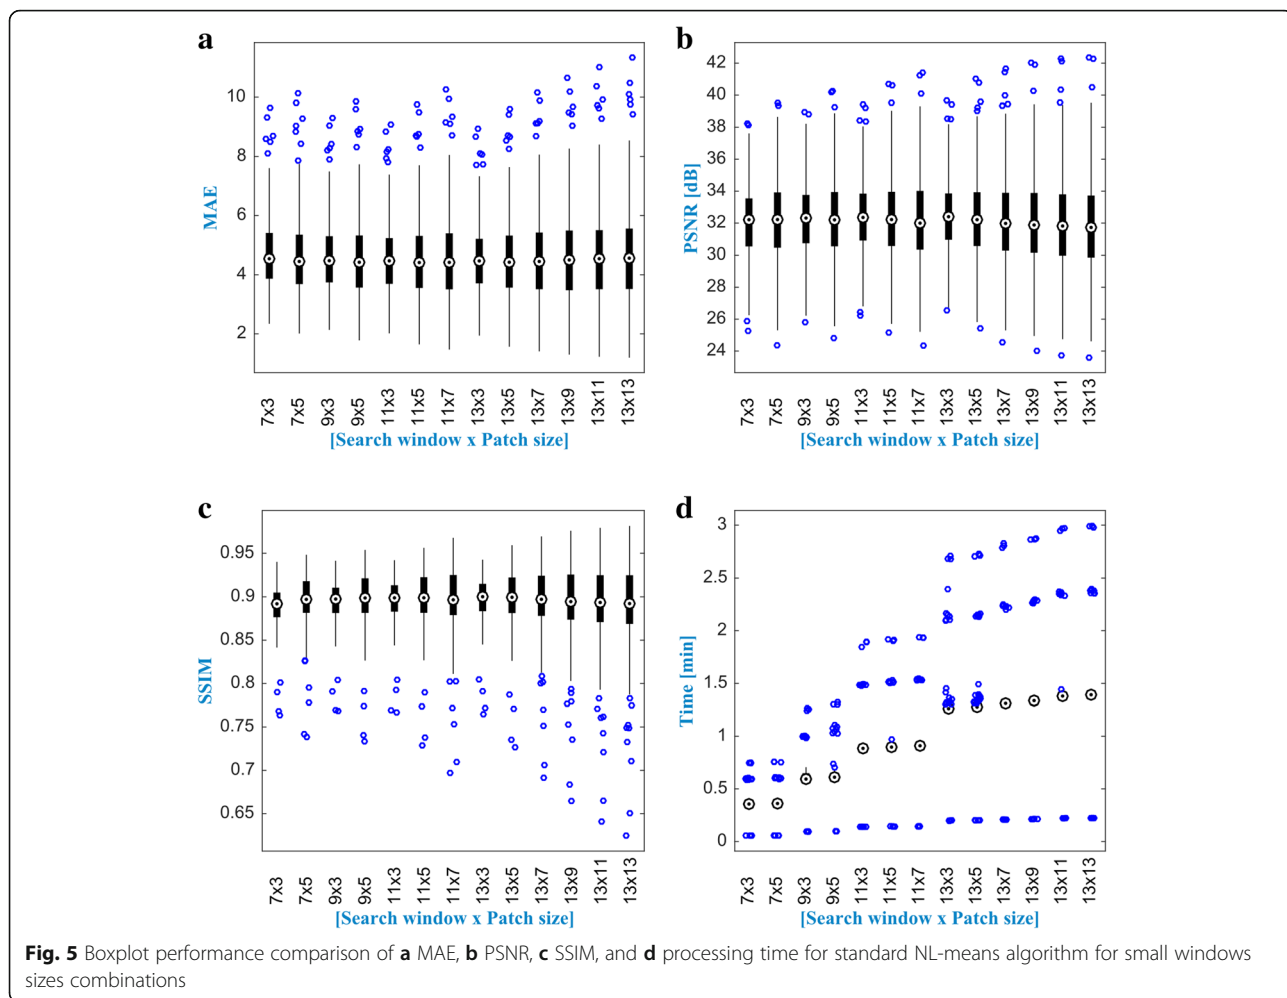 a
10
8
6
4
2
MAE
7x3 7x5 9x3 9x5 11x3 11x5 11x7 13x3 13x5 13x7 13x9 13x11 13x13
[Search window x Patch size]
b
42
40
38
36
34
32
30
28
26
24
PSNR [dB]
7x3 7x5 9x3 9x5 11x3 11x5 11x7 13x3 13x5 13x7 13x9 13x11 13x13
[Search window x Patch size]
c
0.95
0.9
0.85
0.8
0.75
0.7
0.65
SSIM
7x3 7x5 9x3 9x5 11x3 11x5 11x7 13x3 13x5 13x7 13x9 13x11 13x13
[Search window x Patch size]
d
3
2.5
2
1.5
1
0.5
0
Time [min]
7x3 7x5 9x3 9x5 11x3 11x5 11x7 13x3 13x5 13x7 13x9 13x11 13x13
[Search window x Patch size]
Fig. 5 Boxplot performance comparison of a MAE, b PSNR, c SSIM, and d processing time for standard NL-means algorithm for small windows
sizes combinations